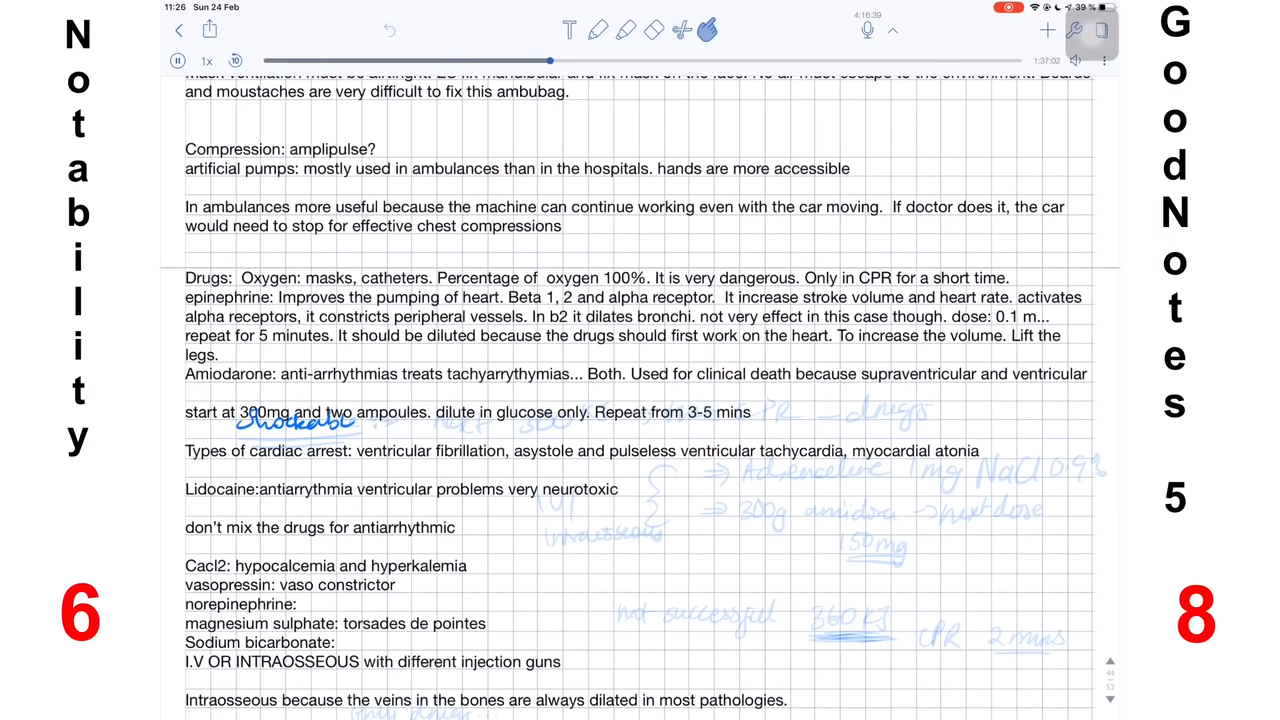 Notability
6
GoodNotes 5
8
11:26 Sun 24 Feb
39 %
4:16:39
1x
10
1:37:02
and moustaches are very difficult to fix this ambubag.
Compression: amplipulse?
artificial pumps: mostly used in ambulances than in the hospitals. hands are more accessible
In ambulances more useful because the machine can continue working even with the car moving. If doctor does it, the car
would need to stop for effective chest compressions
Drugs: Oxygen: masks, catheters. Percentage of oxygen 100%. It is very dangerous. Only in CPR for a short time.
epinephrine: Improves the pumping of heart. Beta 1, 2 and alpha receptor. It increase stroke volume and heart rate. activates
alpha receptors, it constricts peripheral vessels. In b2 it dilates bronchi. not very effect in this case though. dose: 0.1 m...
repeat for 5 minutes. It should be diluted because the drugs should first work on the heart. To increase the volume. Lift the
legs.
Amiodarone: anti-arrhythmias treats tachyarrythymias... Both. Used for clinical death because supraventricular and ventricular
start at 300mg and two ampoules. dilute in glucose only. Repeat from 3-5 mins
Shockable next 360 CPR - drugs
Types of cardiac arrest: ventricular fibrillation, asystole and pulseless ventricular tachycardia, myocardial atonia
⇒ Adrenaline 1mg NaCl 0.9%
Lidocaine:antiarrythmia ventricular problems very neurotoxic
IV/
⇒ 300g amidora → next dose
don't mix the drugs for antiarrhythmic
Intraosseous
150mg
Cacl2: hypocalcemia and hyperkalemia
vasopressin: vaso constrictor
norepinephrine:
not successful 360KJ CPR 2 mins
magnesium sulphate: torsades de pointes
Sodium bicarbonate:
I.V OR INTRAOSSEOUS with different injection guns
44
52
Intraosseous because the veins in the bones are always dilated in most pathologies.
only drugs...